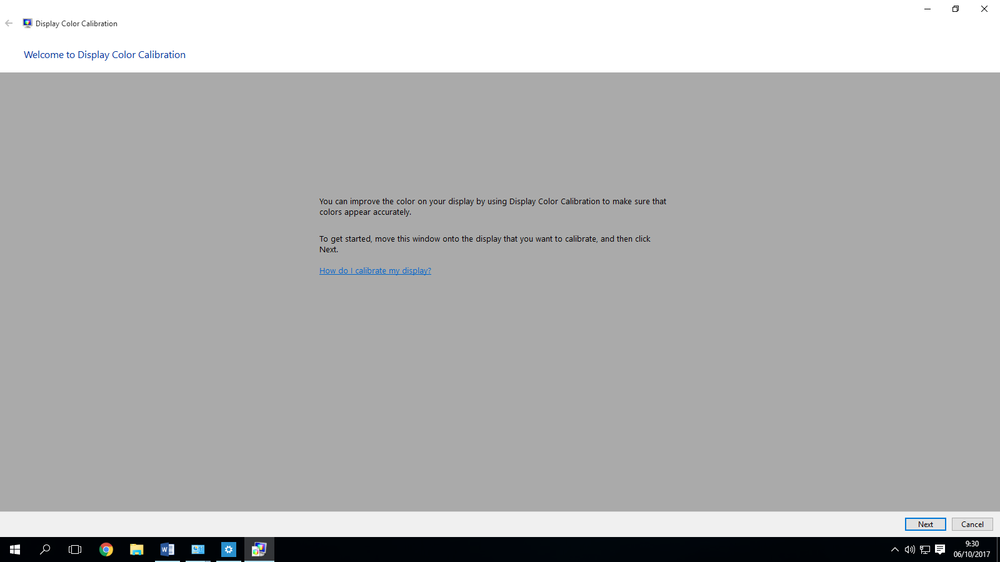 Display Color Calibration
Welcome to Display Color Calibration
You can improve the color on your display by using Display Color Calibration to make sure that
colors appear accurately.
To get started, move this window onto the display that you want to calibrate, and then click
Next.
How do I calibrate my display?
Next
Cancel
9:30
06/10/2017